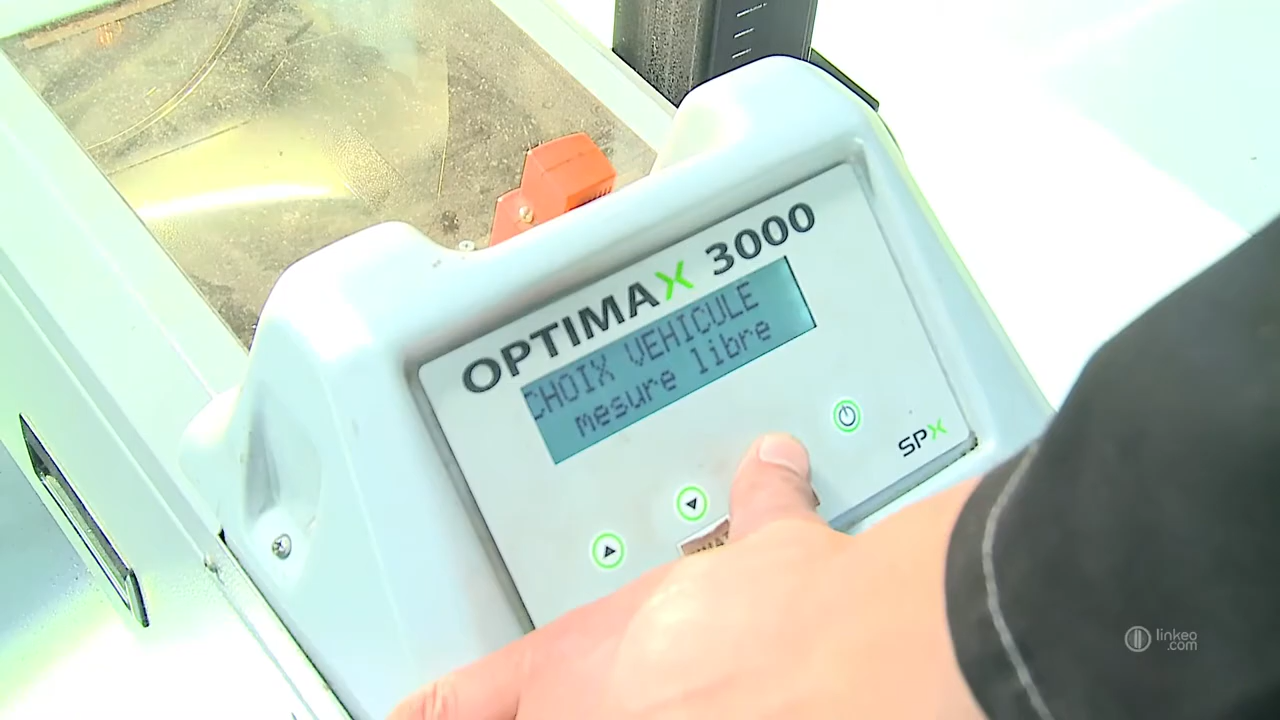 OPTIMAX 3000
CHOIX VEHICULE
mesure libre
SPX
linkeo
.com